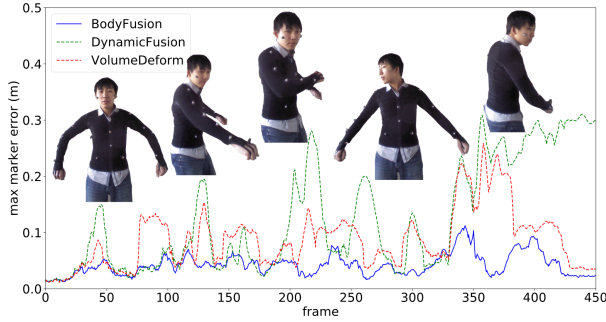 0.5
0.4
0.3
0.2
0.1
0.0
max marker error (m)
BodyFusion
DynamicFusion
VolumeDeform
0 50 100 150 200 250 300 350 400 450
frame